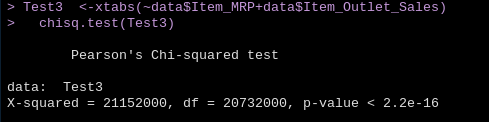 > Test3  <-xtabs(~data$Item_MRP+data$Item_Outlet_Sales)
>   chisq.test(Test3)
        Pearson's Chi-squared test
data:  Test3
X-squared = 21152000, df = 20732000, p-value < 2.2e-16